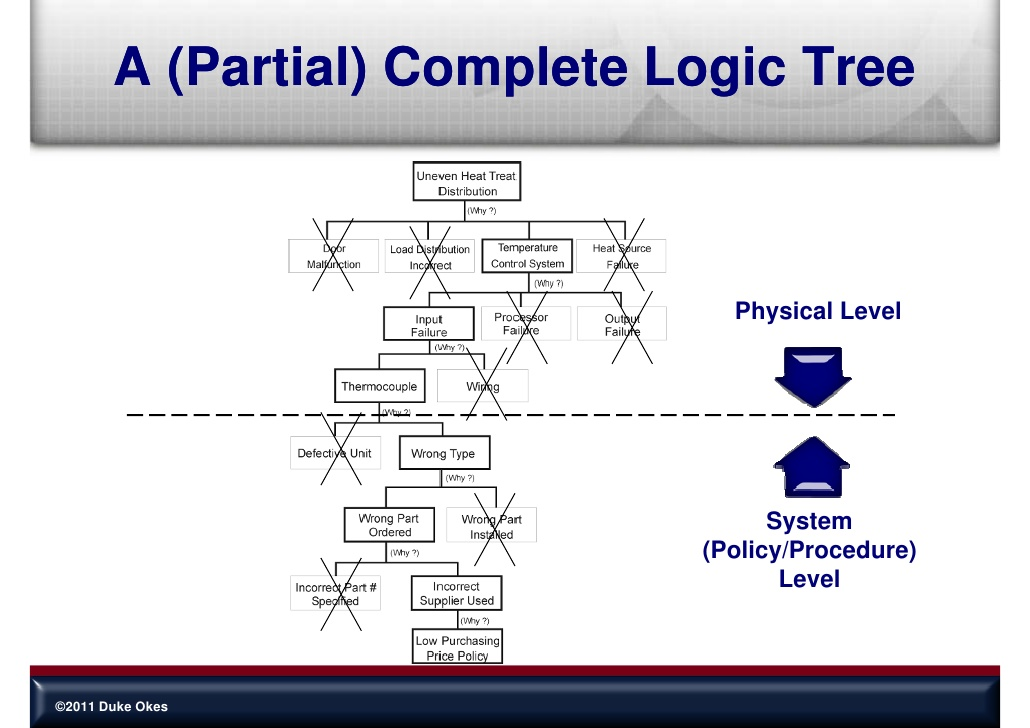 A (Partial) Complete Logic Tree
Uneven Heat Treat
Distribution
(Why ?)
Door
Malfunction
Load Distribution
Incorrect
Temperature
Control System
Heat Source
Failure
(Why ?)
Input
Failure
Processor
Failure
Output
Failure
(Why ?)
Thermocouple
Wiring
(Why ?)
Defective Unit
Wrong Type
(Why ?)
Wrong Part
Ordered
Wrong Part
Installed
(Why ?)
Incorrect Part #
Specified
Incorrect
Supplier Used
(Why ?)
Low Purchasing
Price Policy
Physical Level
System
(Policy/Procedure)
Level
©2011 Duke Okes